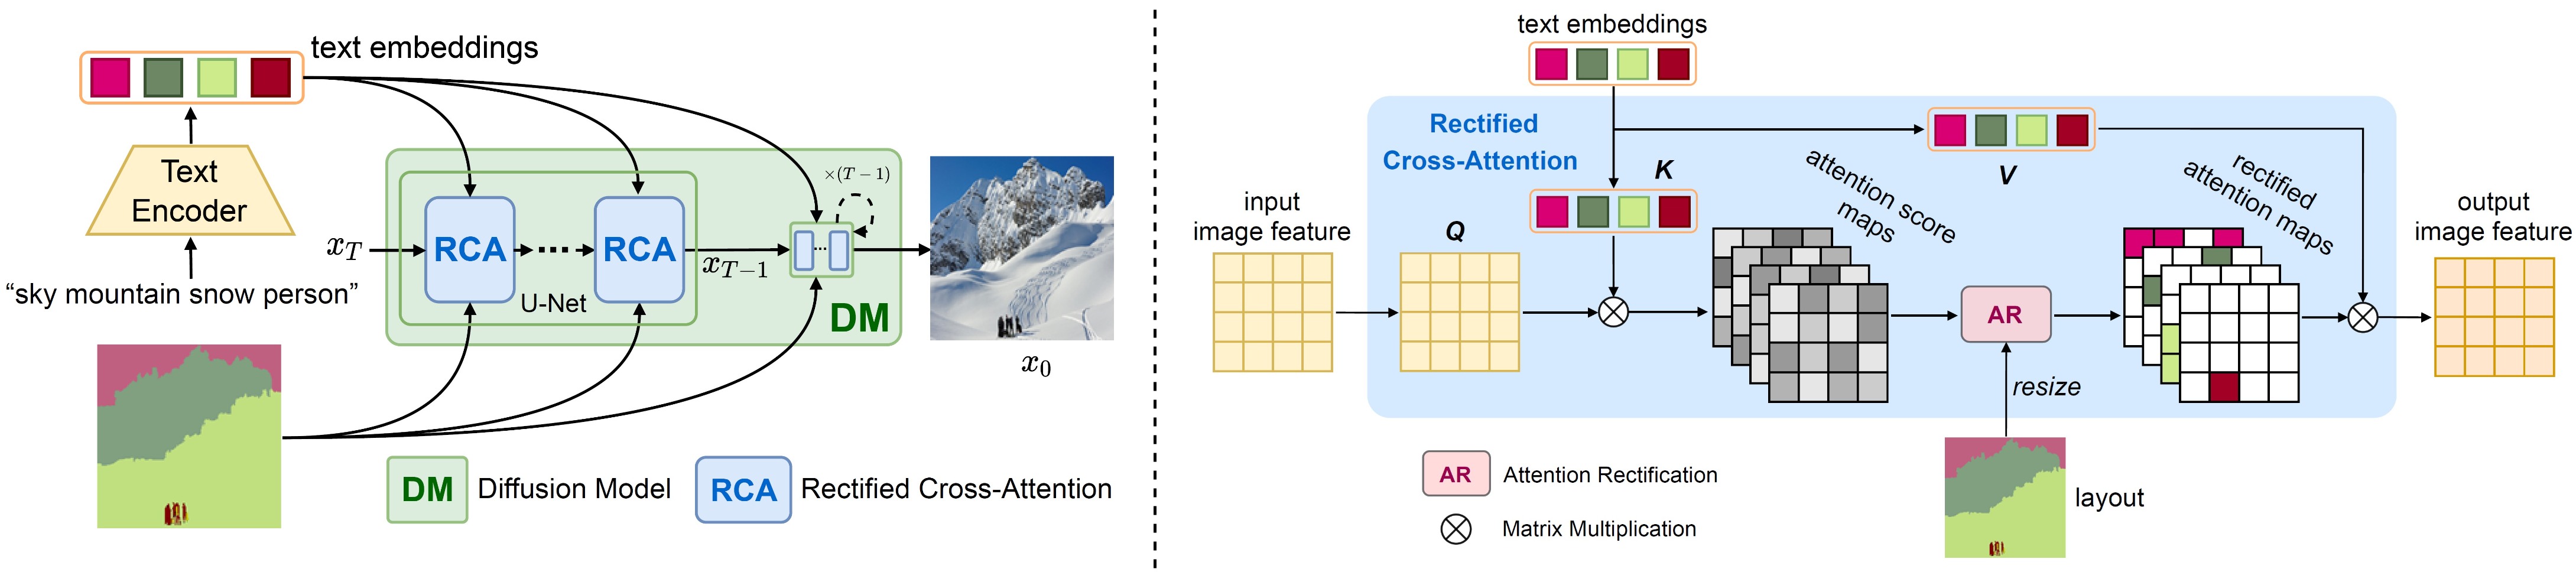 text embeddings
Text
Encoder
“sky mountain snow person”
x_T
RCA
RCA
U-Net
x_{T−1}
×(T − 1)
DM
x_0
DM
Diffusion Model
RCA
Rectified Cross-Attention
text embeddings
Rectified
Cross-Attention
K
V
attention score
maps
rectified
attention maps
input
image feature
Q
AR
resize
output
image feature
AR
Attention Rectification
Matrix Multiplication
layout